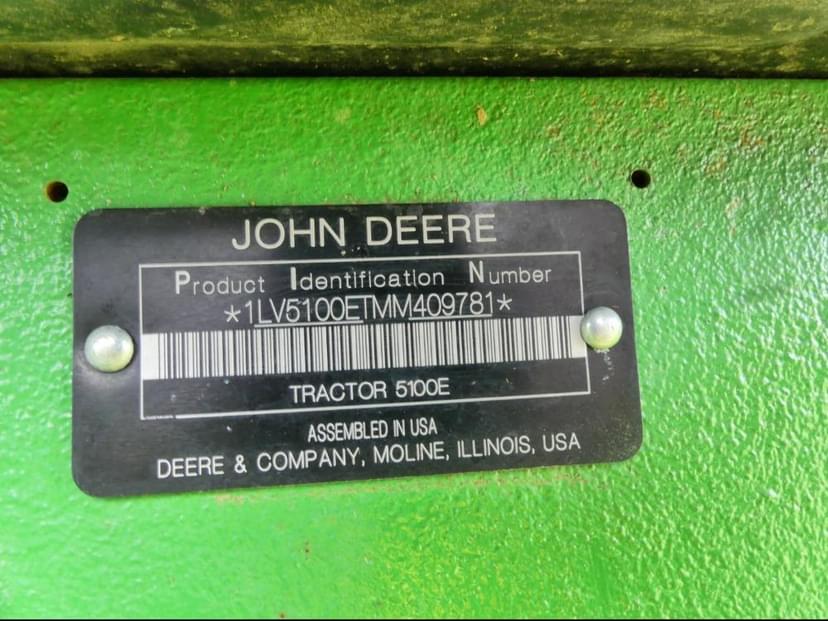 JOHN DEERE
Product Identification Number
*1LV5100ETMM409781*
TRACTOR 5100E
ASSEMBLED IN USA
DEERE & COMPANY, MOLINE, ILLINOIS, USA